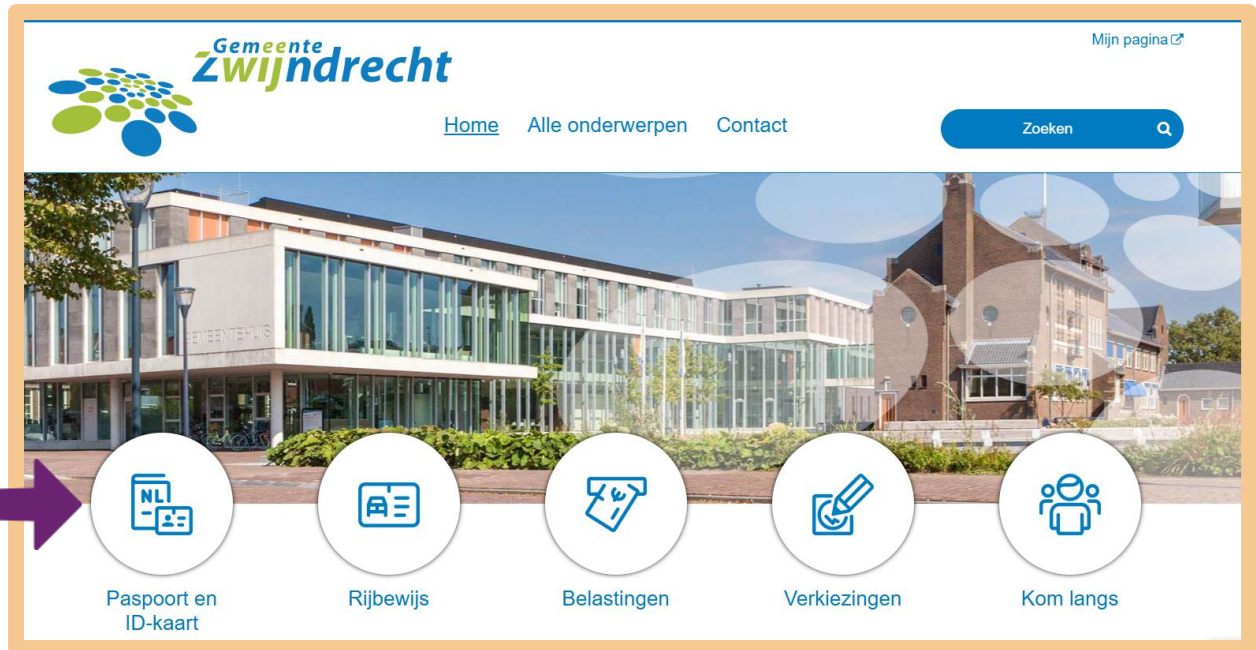 Gemeente
Zwijndrecht
Mijn pagina
Home Alle onderwerpen Contact
Zoeken
GEMEENTEHUIS
NL
Paspoort en
ID-kaart
Rijbewijs
Belastingen
Verkiezingen
Kom langs